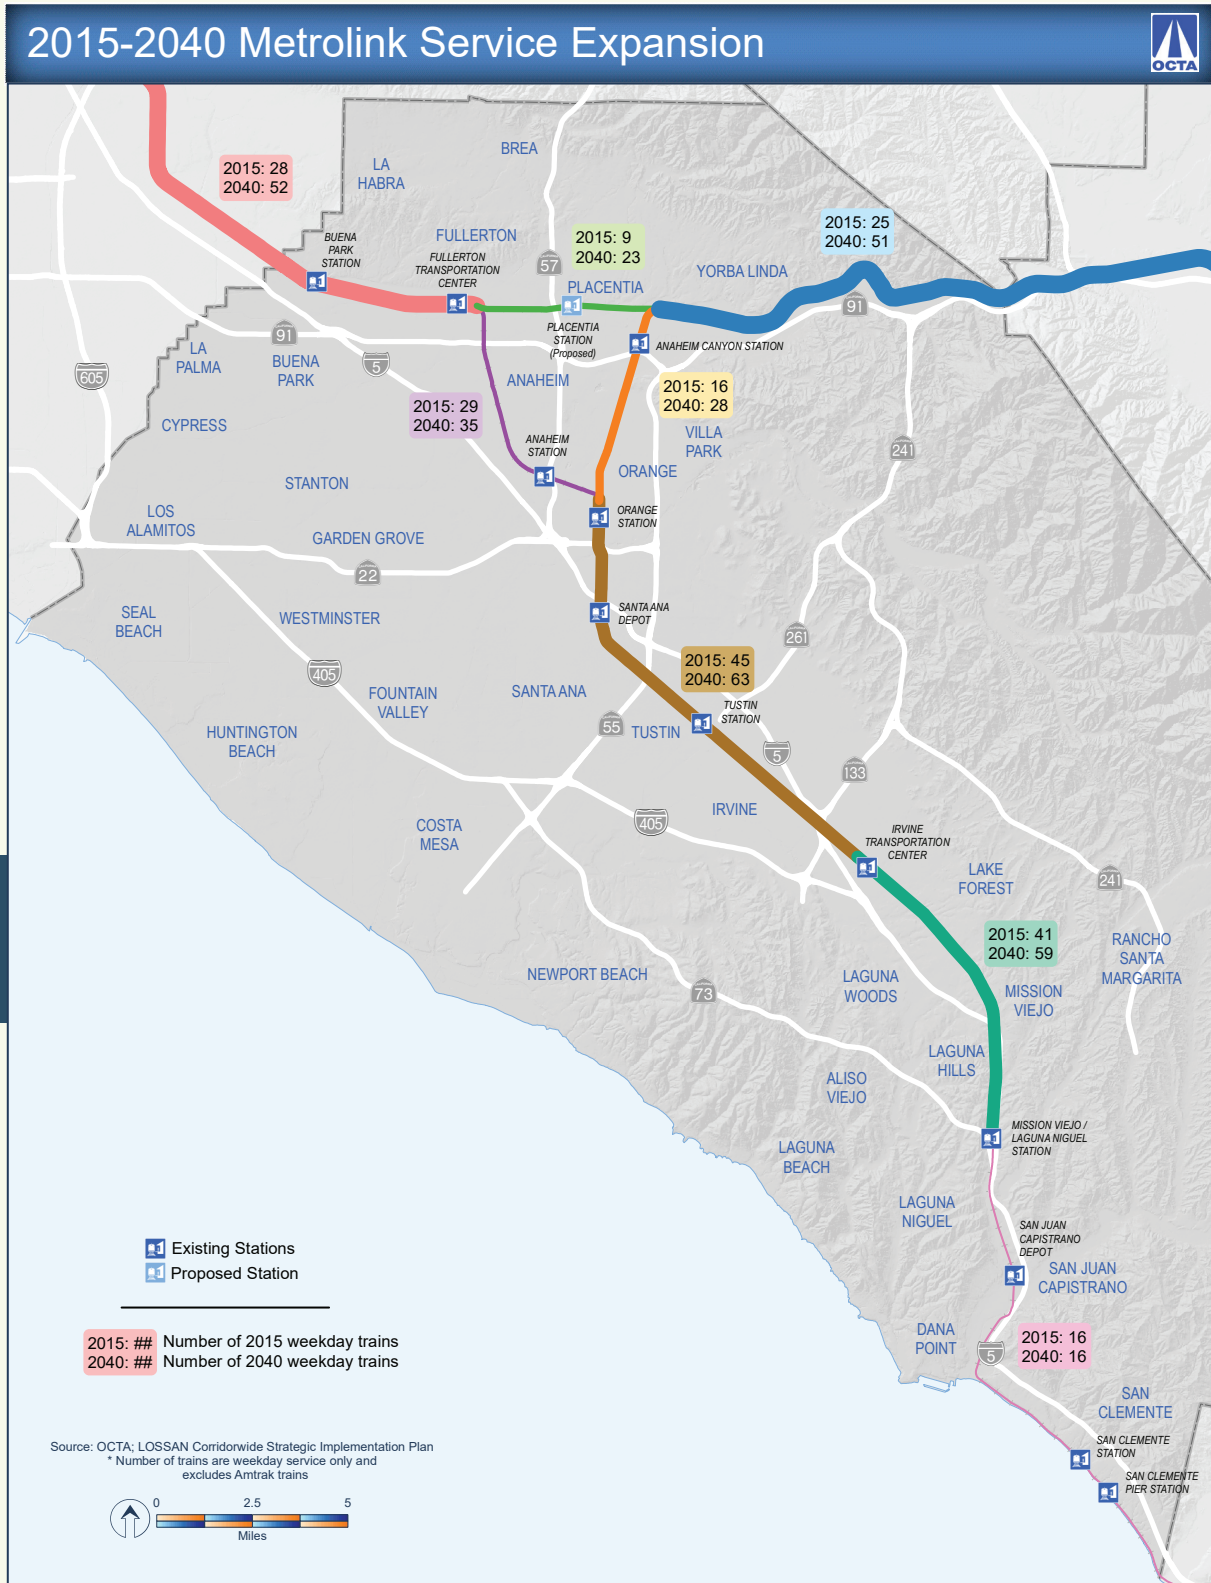 2015-2040 Metrolink Service Expansion
OCTA
BREA
LA
HABRA
2015: 28
2040: 52
2015: 25
2040: 51
BUENA
PARK
STATION
FULLERTON
FULLERTON
TRANSPORTATION
CENTER
57
2015: 9
2040: 23
PLACENTIA
YORBA LINDA
91
PLACENTIA
STATION
(Proposed)
ANAHEIM CANYON STATION
91
LA
PALMA
BUENA
PARK
5
605
ANAHEIM
2015: 16
2040: 28
2015: 29
2040: 35
CYPRESS
ANAHEIM
STATION
VILLA
PARK
241
ORANGE
STANTON
LOS
ALAMITOS
GARDEN GROVE
ORANGE
STATION
22
SEAL
BEACH
WESTMINSTER
SANTA ANA
DEPOT
261
405
2015: 45
2040: 63
FOUNTAIN
VALLEY
SANTA ANA
TUSTIN
STATION
55
TUSTIN
HUNTINGTON
BEACH
5
133
COSTA
MESA
405
IRVINE
IRVINE
TRANSPORTATION
CENTER
LAKE
FOREST
241
2015: 41
2040: 59
RANCHO
SANTA
MARGARITA
NEWPORT BEACH
73
LAGUNA
WOODS
MISSION
VIEJO
LAGUNA
HILLS
ALISO
VIEJO
MISSION VIEJO /
LAGUNA NIGUEL
STATION
LAGUNA
BEACH
LAGUNA
NIGUEL
SAN JUAN
CAPISTRANO
DEPOT
SAN JUAN
CAPISTRANO
DANA
POINT
5
2015: 16
2040: 16
SAN
CLEMENTE
SAN CLEMENTE
STATION
SAN CLEMENTE
PIER STATION
Existing Stations
Proposed Station
2015: ## Number of 2015 weekday trains
2040: ## Number of 2040 weekday trains
Source: OCTA; LOSSAN Corridorwide Strategic Implementation Plan
* Number of trains are weekday service only and
excludes Amtrak trains
0 2.5 5
Miles